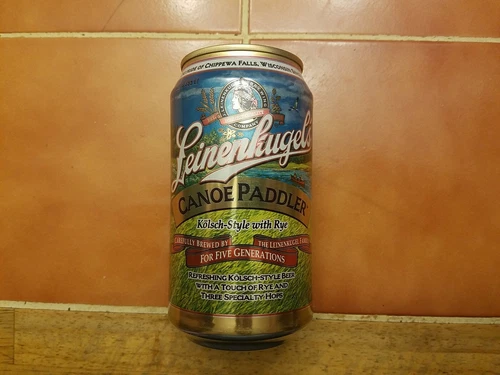 OF CHIPPEWA FALLS, WISCONSIN
COMPANY
Leinenkugel's
CANOE PADDLER
Kölsch-Style with Rye
CAREFULLY BREWED BY THE LEINENKUGEL FAMILY
FOR FIVE GENERATIONS
REFRESHING KÖLSCH-STYLE BEER
WITH A TOUCH OF RYE AND
THREE SPECIALTY HOPS